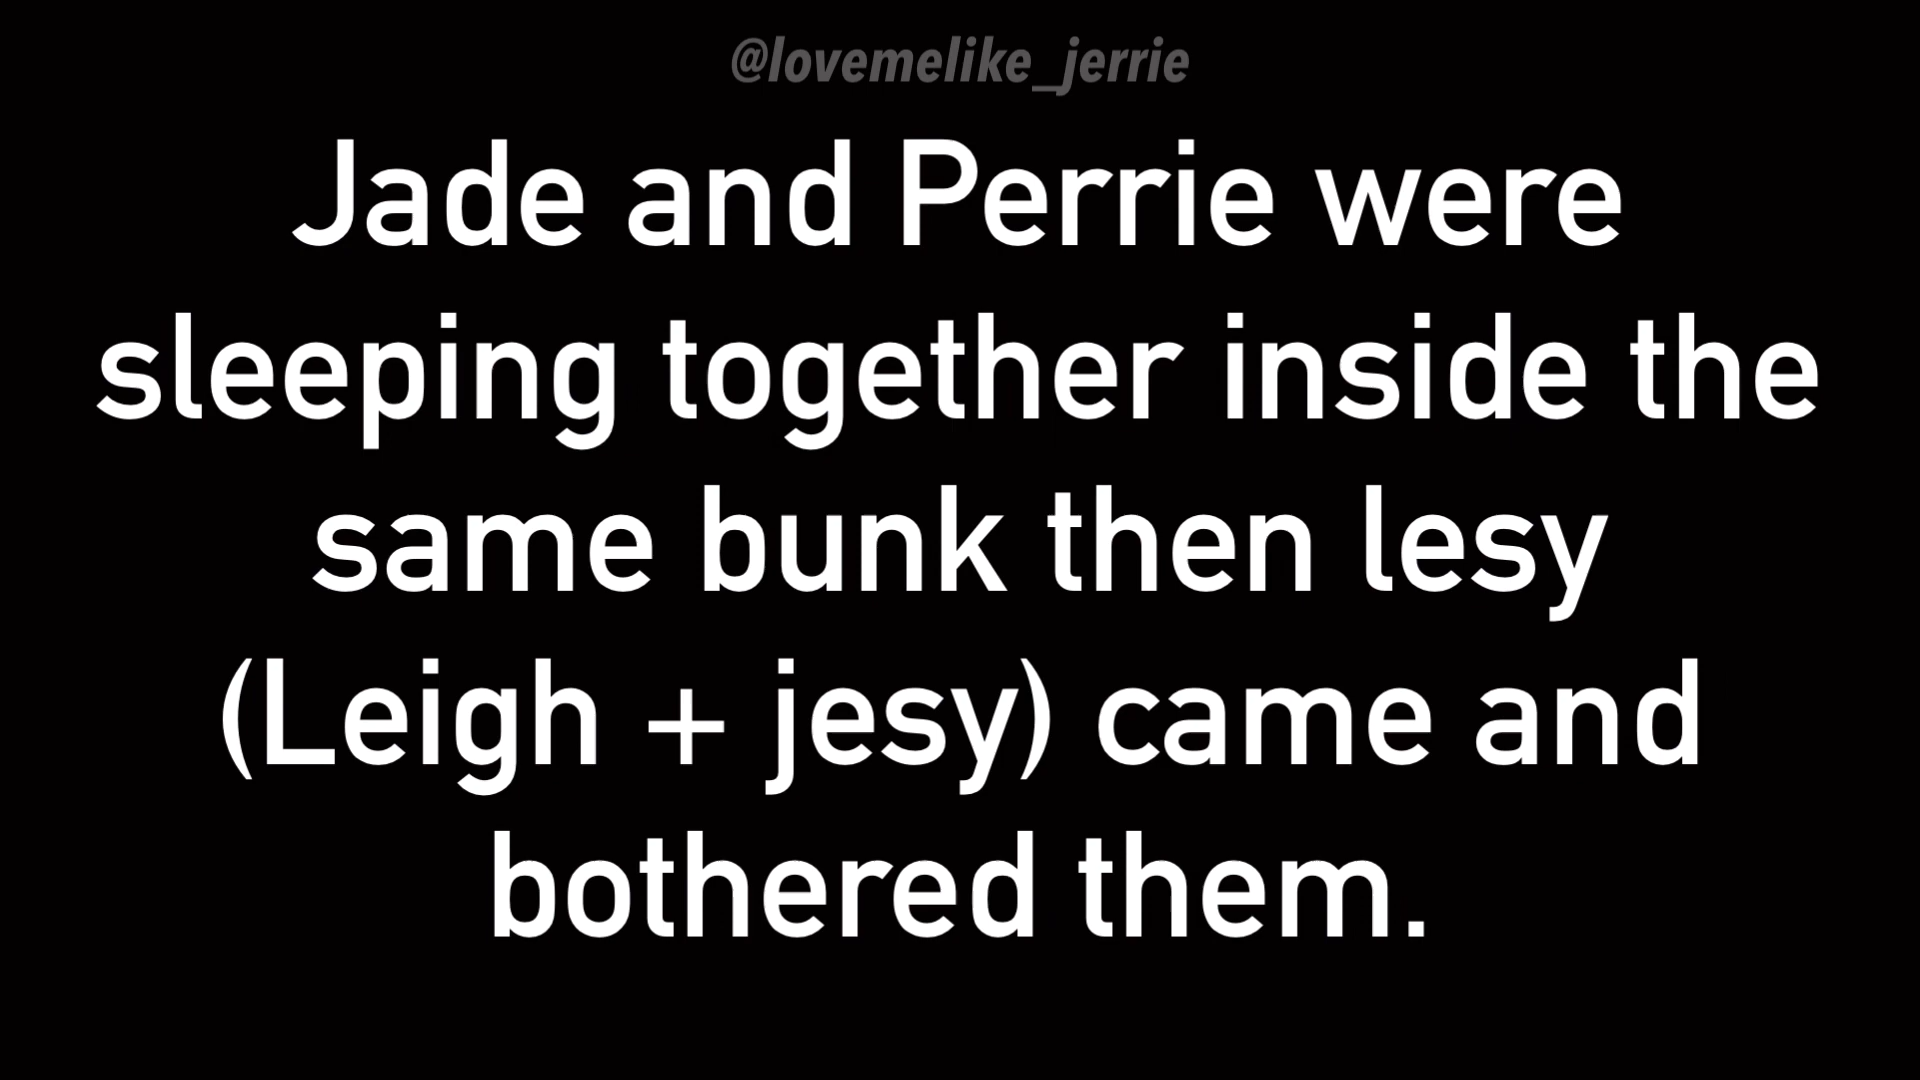 @lovemelike_jerrie
Jade and Perrie were
sleeping together inside the
same bunk then lesy
(Leigh + jesy) came and
bothered them.